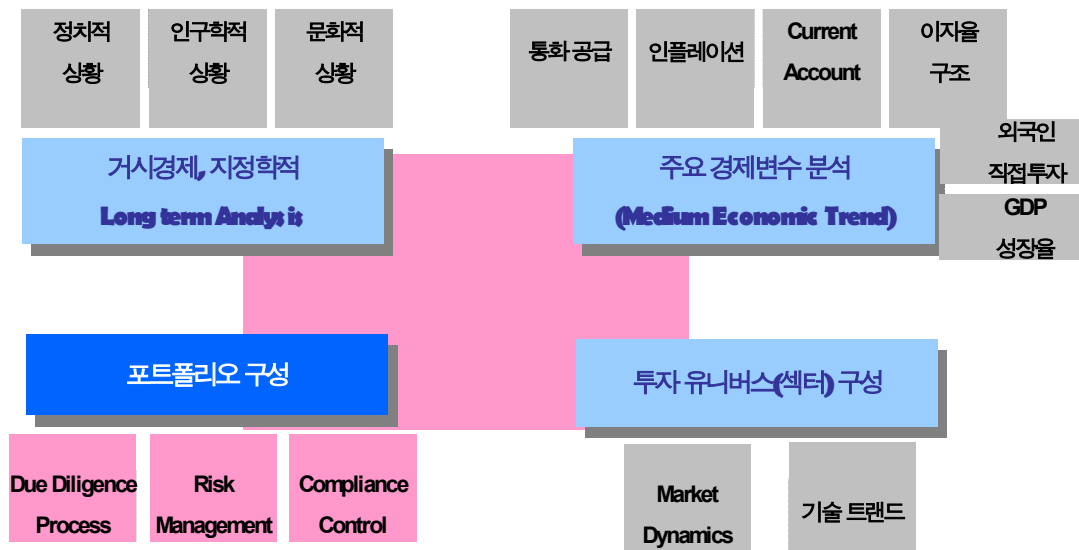 정치적
상황
인구학적
상황
문화적
상황
통화 공급
인플레이션
Current
Account
이자율
구조
외국인
직접투자
GDP
성장율
거시경제, 지정학적
Long term Analysis
주요 경제변수 분석
(Medium Economic Trend)
포트폴리오 구성
투자 유니버스(섹터) 구성
Due Diligence
Process
Risk
Management
Compliance
Control
Market
Dynamics
기술 트랜드